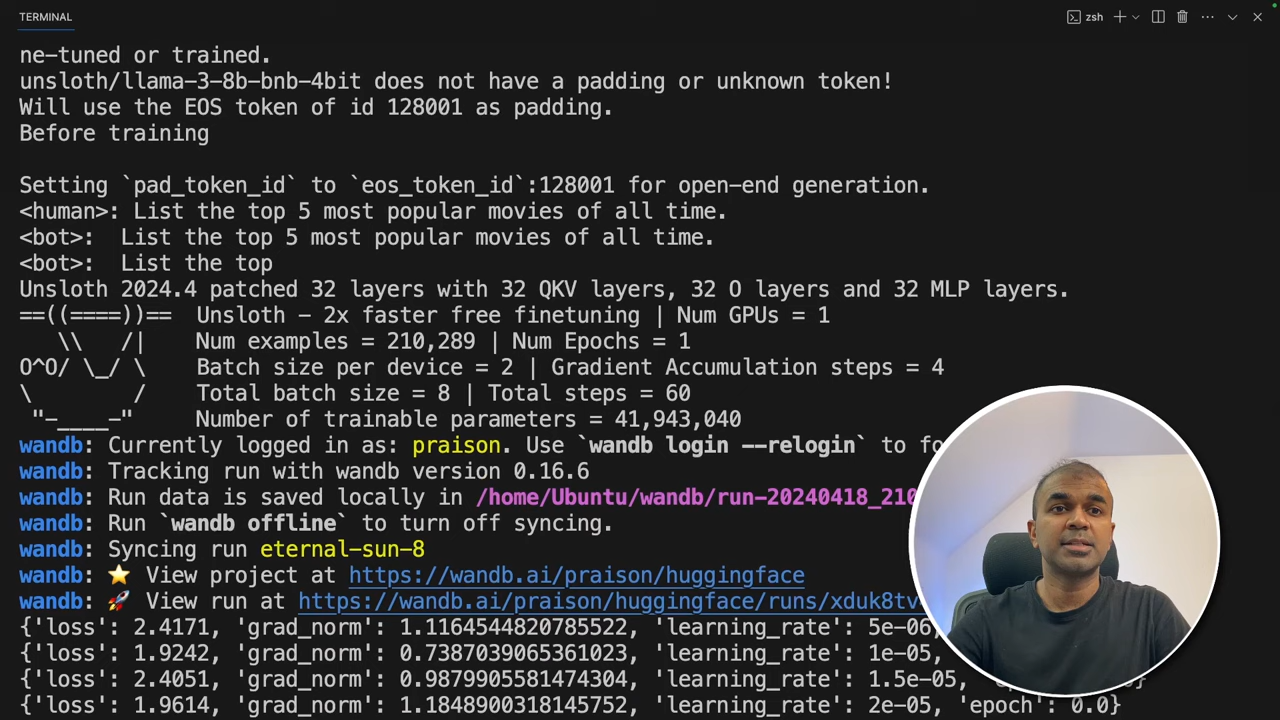 TERMINAL
zsh
ne-tuned or trained.
unsloth/llama-3-8b-bnb-4bit does not have a padding or unknown token!
Will use the EOS token of id 128001 as padding.
Before training
Setting `pad_token_id` to `eos_token_id`:128001 for open-end generation.
<human>: List the top 5 most popular movies of all time.
<bot>:  List the top 5 most popular movies of all time.
<bot>:  List the top
Unsloth 2024.4 patched 32 layers with 32 QKV layers, 32 O layers and 32 MLP layers.
==((====))==  Unsloth - 2x faster free finetuning | Num GPUs = 1
   \\   /|    Num examples = 210,289 | Num Epochs = 1
O^O/ \_/ \    Batch size per device = 2 | Gradient Accumulation steps = 4
\        /    Total batch size = 8 | Total steps = 60
 "-____-"     Number of trainable parameters = 41,943,040
wandb: Currently logged in as: praison. Use `wandb login --relogin` to fo
wandb: Tracking run with wandb version 0.16.6
wandb: Run data is saved locally in /home/Ubuntu/wandb/run-20240418_210
wandb: Run `wandb offline` to turn off syncing.
wandb: Syncing run eternal-sun-8
wandb: ⭐ View project at https://wandb.ai/praison/huggingface
wandb: 🚀 View run at https://wandb.ai/praison/huggingface/runs/xduk8tv
{'loss': 2.4171, 'grad_norm': 1.1164544820785522, 'learning_rate': 5e-06,
{'loss': 1.9242, 'grad_norm': 0.7387039065361023, 'learning_rate': 1e-05,
{'loss': 2.4051, 'grad_norm': 0.9879905581474304, 'learning_rate': 1.5e-05,
{'loss': 1.9614, 'grad_norm': 1.1848900318145752, 'learning_rate': 2e-05, 'epoch': 0.0}